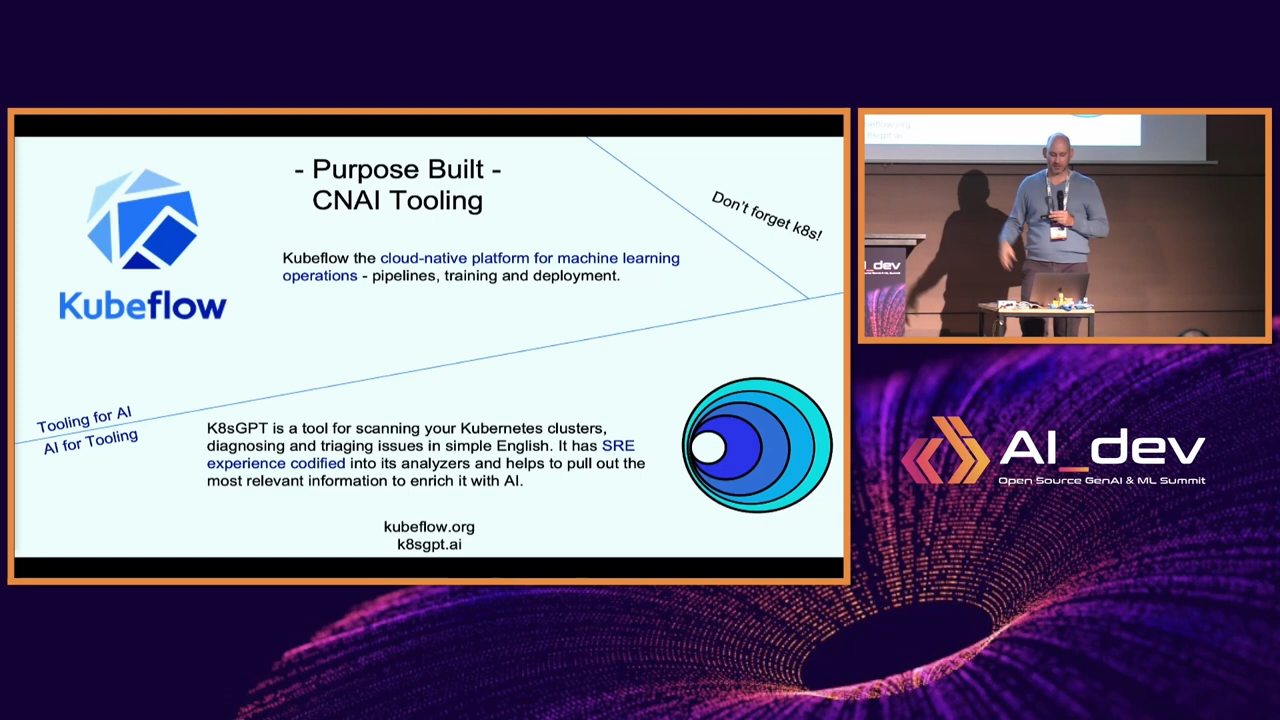 - Purpose Built -
CNAI Tooling
Don't forget k8s!
Kubeflow the cloud-native platform for machine learning
operations - pipelines, training and deployment.
Kubeflow
Tooling for AI
AI for Tooling
K8sGPT is a tool for scanning your Kubernetes clusters,
diagnosing and triaging issues in simple English. It has SRE
experience codified into its analyzers and helps to pull out the
most relevant information to enrich it with AI.
kubeflow.org
k8sgpt.ai
AI_dev
Open Source GenAI & ML Summit